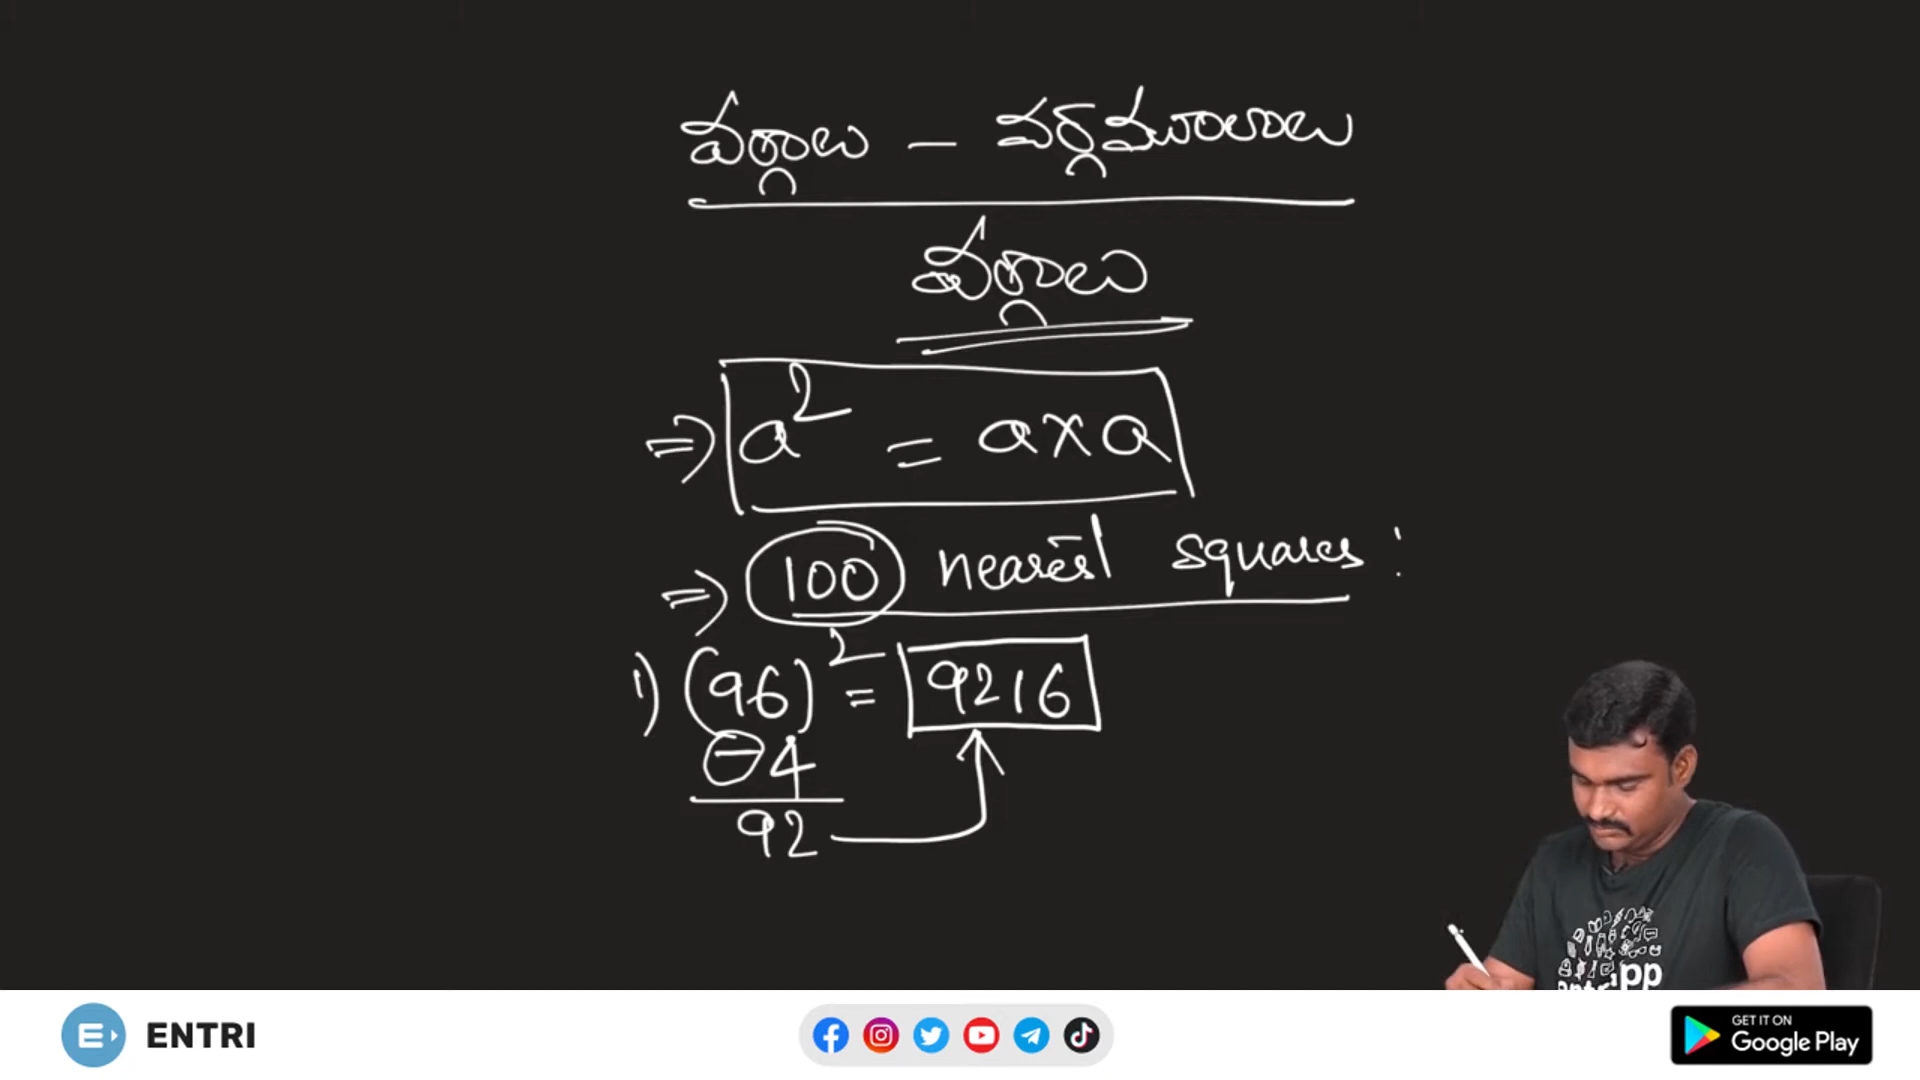 వర్గాలు - వర్గమూలాలు
వర్గాలు
⇒ a² = a×a
⇒ 100 nearest squares :
1) (96)² = 9216
⊖4
92
app
ENTRI
GET IT ON
Google Play